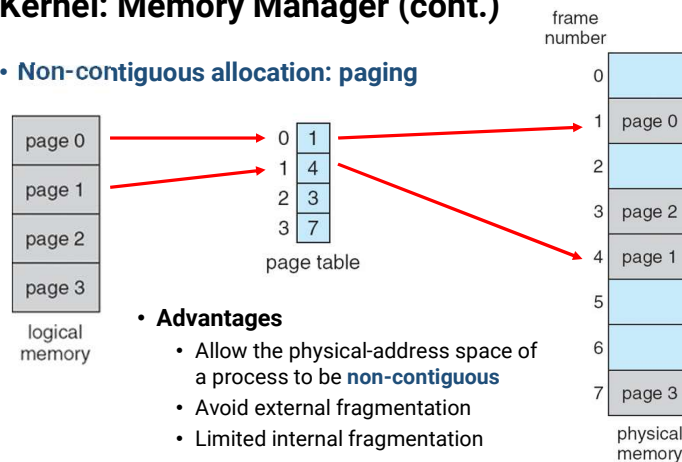 Kernel: Memory Manager (cont.)
• Non-contiguous allocation: paging
page 0
page 1
page 2
page 3
logical
memory
0 1
1 4
2 3
3 7
page table
frame
number
0
1 page 0
2
3 page 2
4 page 1
5
6
7 page 3
physical
memory
• Advantages
• Allow the physical-address space of
a process to be non-contiguous
• Avoid external fragmentation
• Limited internal fragmentation